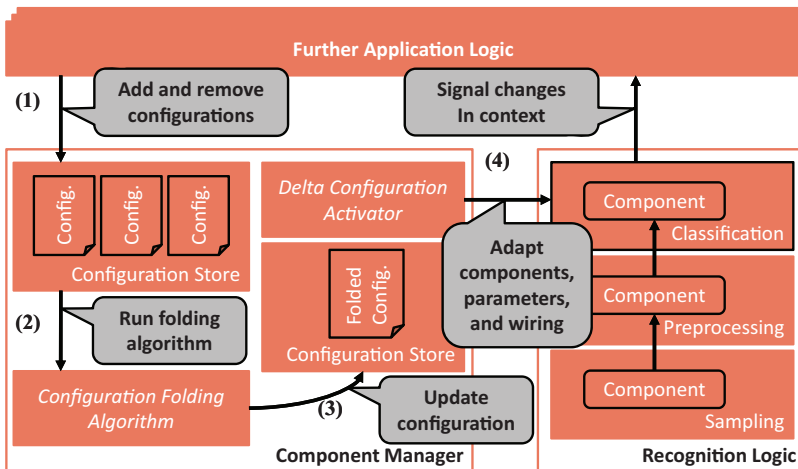 Further Application Logic
(1)
Add and remove
configurations
Signal changes
In context
(4)
Config.
Config.
Config.
Configuration Store
Delta Configuration
Activator
Component
Classification
Adapt
components,
parameters,
and wiring
Folded
Config.
Configuration Store
Component
Preprocessing
(2)
Run folding
algorithm
Component
Sampling
Configuration Folding
Algorithm
(3)
Update
configuration
Component Manager
Recognition Logic